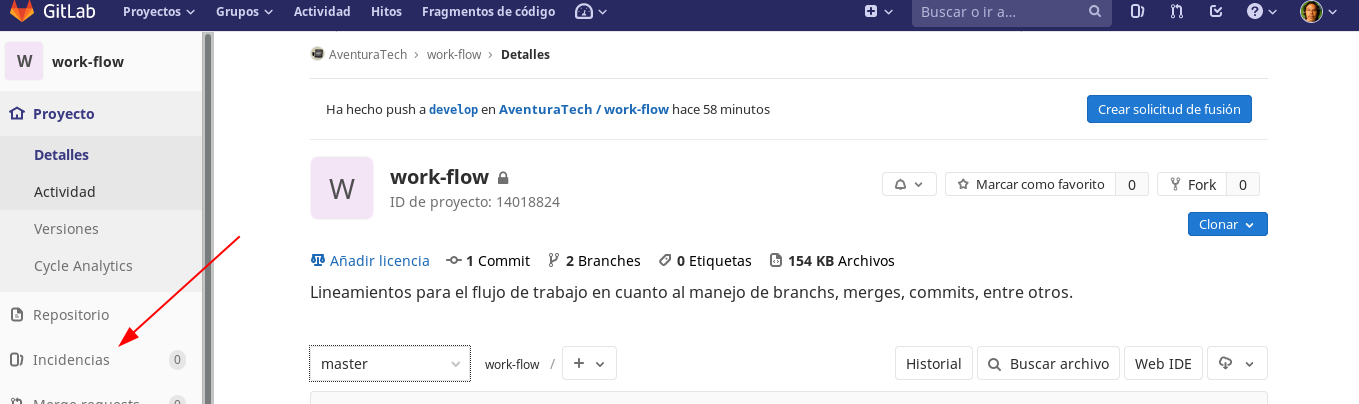 GitLab Proyectos Grupos Actividad Hitos Fragmentos de código Buscar o ir a...
W work-flow
Proyecto
Detalles
Actividad
Versiones
Cycle Analytics
Repositorio
Incidencias 0
Merge requests 0
AventuraTech › work-flow › Detalles
Ha hecho push a develop en AventuraTech / work-flow hace 58 minutos Crear solicitud de fusión
W work-flow
ID de proyecto: 14018824
Marcar como favorito 0 Fork 0
Clonar
Añadir licencia 1 Commit 2 Branches 0 Etiquetas 154 KB Archivos
Lineamientos para el flujo de trabajo en cuanto al manejo de branchs, merges, commits, entre otros.
master work-flow / + Historial Buscar archivo Web IDE